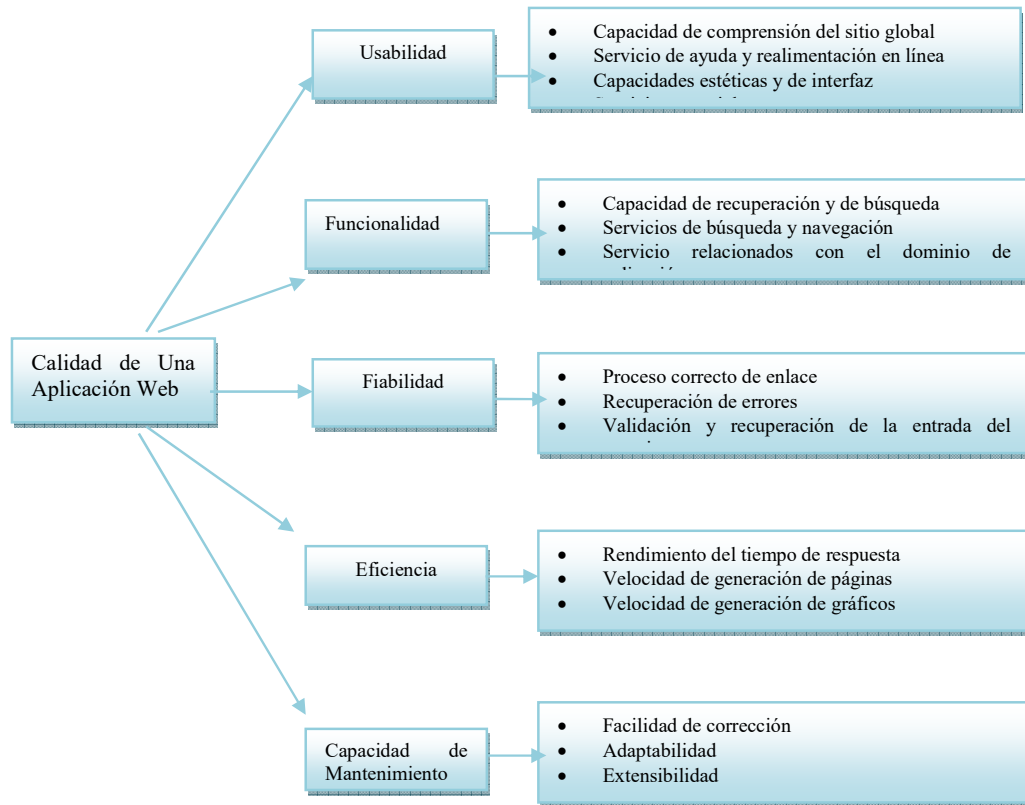 Usabilidad
Capacidad de comprensión del sitio global
Servicio de ayuda y realimentación en línea
Capacidades estéticas y de interfaz
Funcionalidad
Capacidad de recuperación y de búsqueda
Servicios de búsqueda y navegación
Servicio relacionados con el dominio de
Calidad de Una
Aplicación Web
Fiabilidad
Proceso correcto de enlace
Recuperación de errores
Validación y recuperación de la entrada del
Eficiencia
Rendimiento del tiempo de respuesta
Velocidad de generación de páginas
Velocidad de generación de gráficos
Capacidad de
Mantenimiento
Facilidad de corrección
Adaptabilidad
Extensibilidad